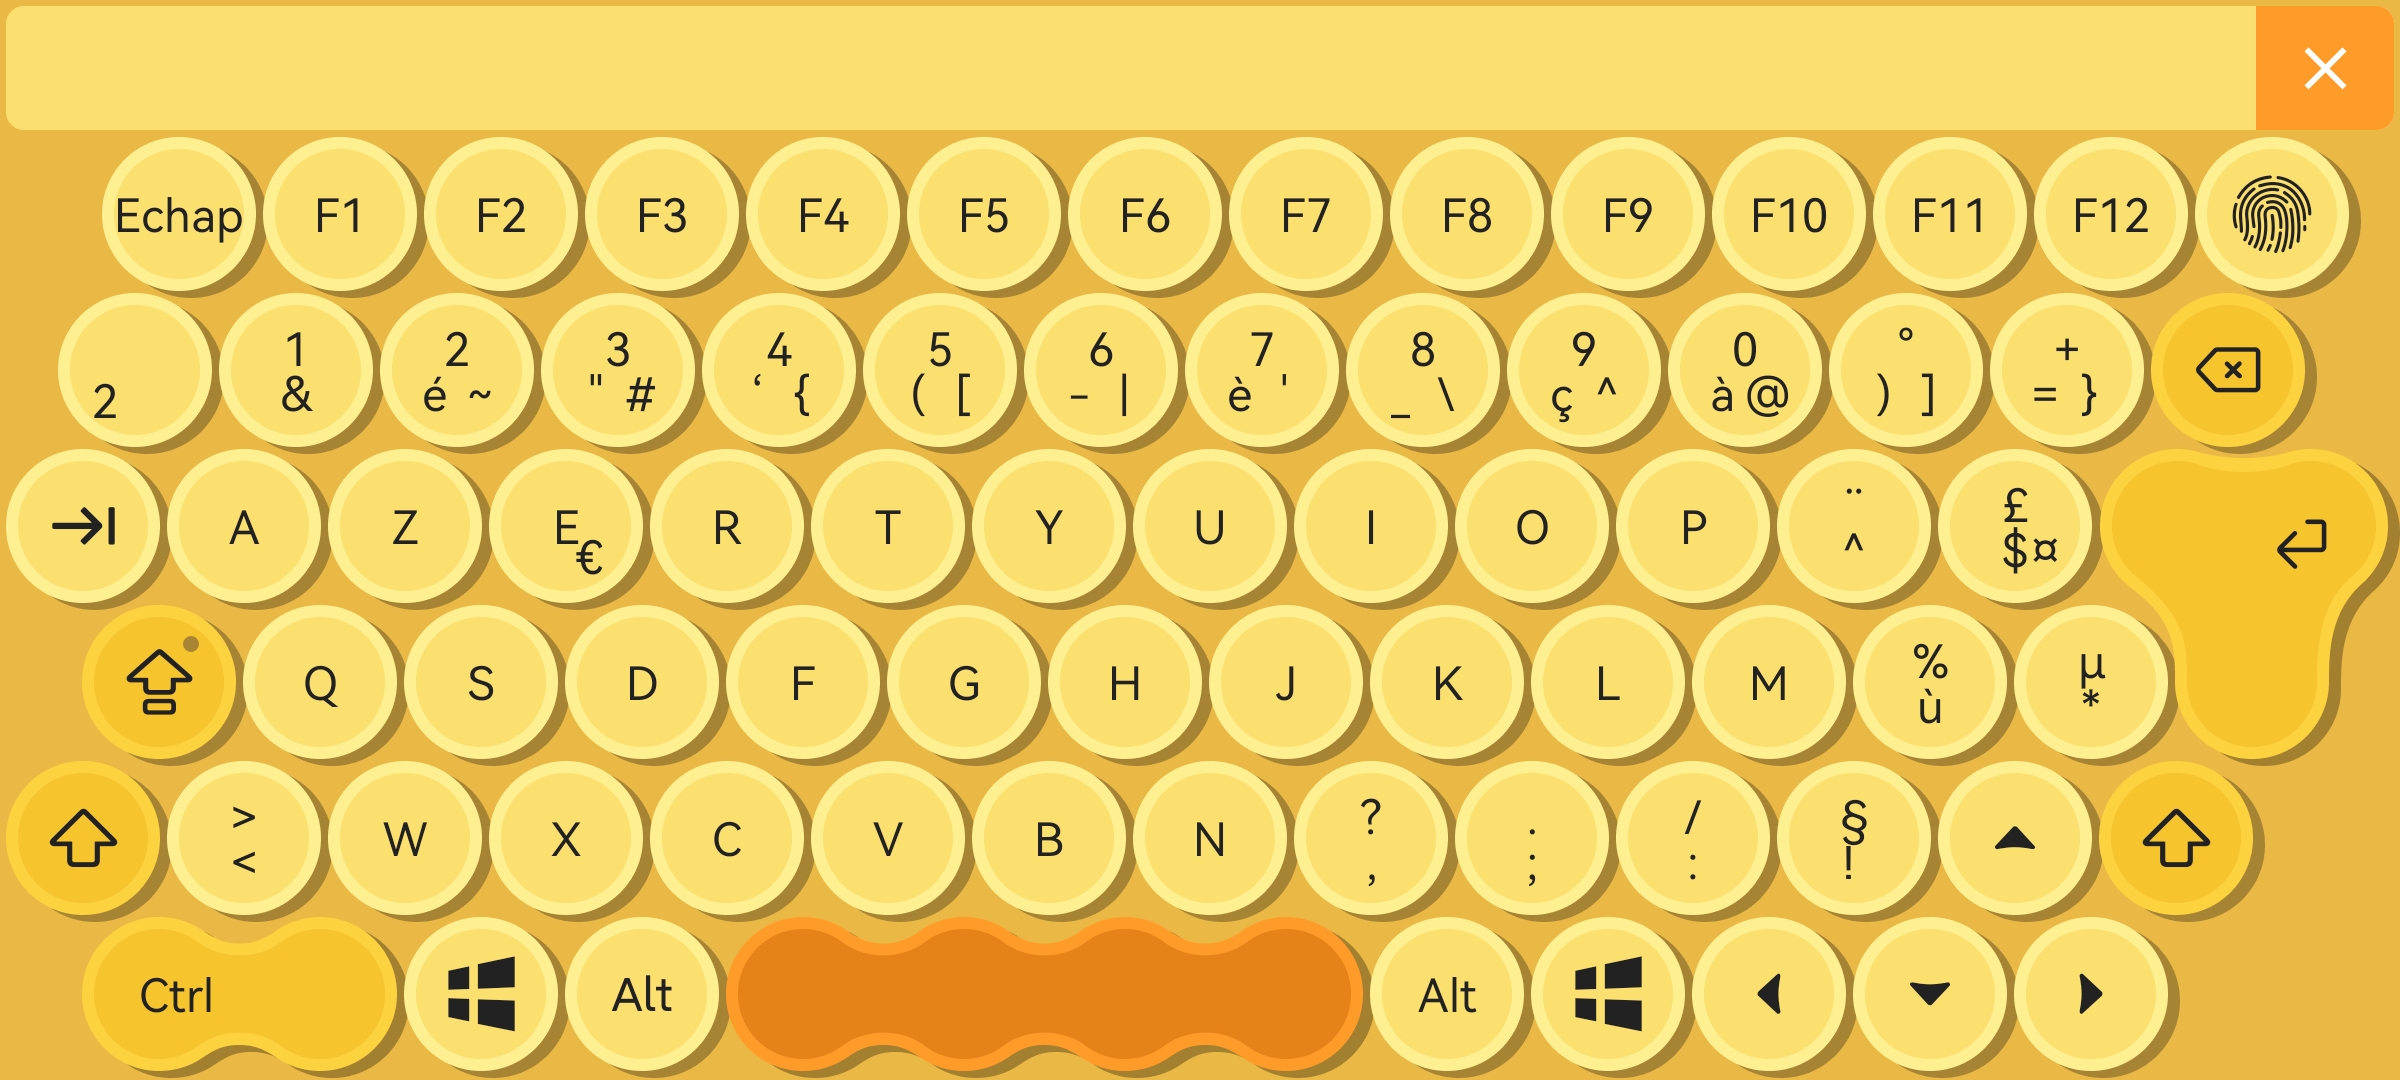 Echap F1 F2 F3 F4 F5 F6 F7 F8 F9 F10 F11 F12
1 2 3 4 5 6 7 8 9 0 ° +
2 & é ~ " # ‘ { ( [ - | è ' _ \ ç ^ à @ ) ] = }
A Z E € R T Y U I O P ¨ ^ £ $ ¤
Q S D F G H J K L M % ù µ *
> < W X C V B N ? , . ; / : § !
Ctrl Alt Alt